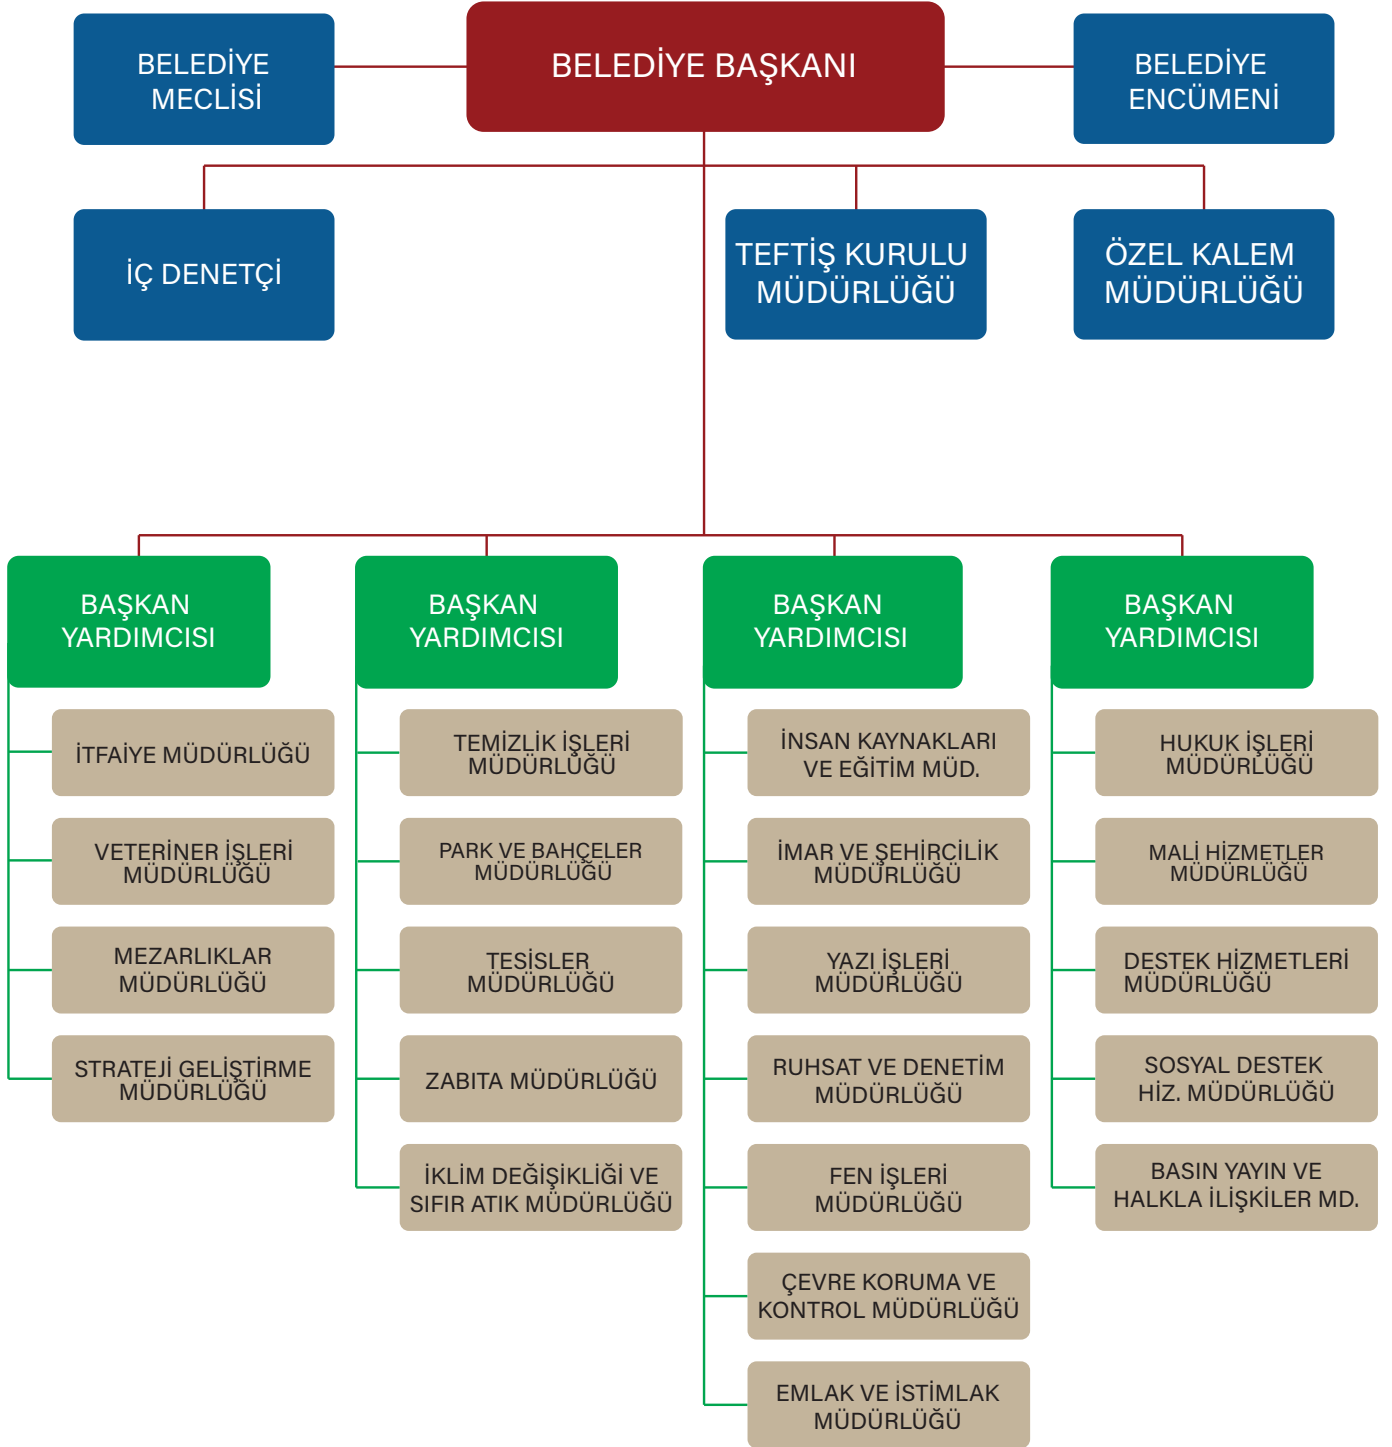 BELEDİYE
MECLİSİ
BELEDİYE BAŞKANI
BELEDİYE
ENCÜMENİ
İÇ DENETÇİ
TEFTİŞ KURULU
MÜDÜRLÜĞÜ
ÖZEL KALEM
MÜDÜRLÜĞÜ
BAŞKAN
YARDIMCISI
İTFAİYE MÜDÜRLÜĞÜ
VETERİNER İŞLERİ
MÜDÜRLÜĞÜ
MEZARLIKLAR
MÜDÜRLÜĞÜ
STRATEJİ GELİŞTİRME
MÜDÜRLÜĞÜ
BAŞKAN
YARDIMCISI
TEMİZLİK İŞLERİ
MÜDÜRLÜĞÜ
PARK VE BAHÇELER
MÜDÜRLÜĞÜ
TESİSLER
MÜDÜRLÜĞÜ
ZABITA MÜDÜRLÜĞÜ
İKLİM DEĞİŞİKLİĞİ VE
SIFIR ATIK MÜDÜRLÜĞÜ
BAŞKAN
YARDIMCISI
İNSAN KAYNAKLARI
VE EĞİTİM MÜD.
İMAR VE ŞEHİRCİLİK
MÜDÜRLÜĞÜ
YAZI İŞLERİ
MÜDÜRLÜĞÜ
RUHSAT VE DENETİM
MÜDÜRLÜĞÜ
FEN İŞLERİ
MÜDÜRLÜĞÜ
ÇEVRE KORUMA VE
KONTROL MÜDÜRLÜĞÜ
EMLAK VE İSTİMLAK
MÜDÜRLÜĞÜ
BAŞKAN
YARDIMCISI
HUKUK İŞLERİ
MÜDÜRLÜĞÜ
MALİ HİZMETLER
MÜDÜRLÜĞÜ
DESTEK HİZMETLERİ
MÜDÜRLÜĞÜ
SOSYAL DESTEK
HİZ. MÜDÜRLÜĞÜ
BASIN YAYIN VE
HALKLA İLİŞKİLER MD.